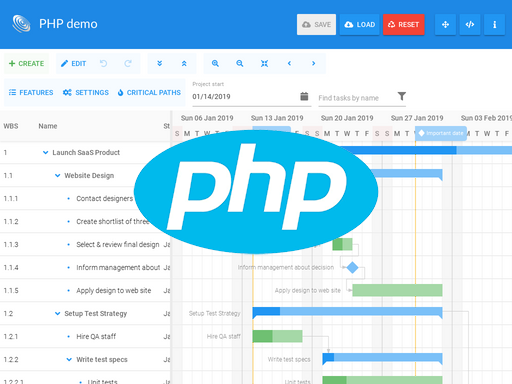 PHP demo
SAVE LOAD RESET
CREATE EDIT
FEATURES SETTINGS CRITICAL PATHS
Project start
01/14/2019
Find tasks by name
WBS Name St
Sun 06 Jan 2019 Sun 13 Jan 2019 Sun 20 Jan 2019 Sun 27 Jan 2019 Sun 03 Feb 2019
Important date
1 Launch SaaS Product
1.1 Website Design
1.1.1 Contact designers
1.1.2 Create shortlist of three
php
1.1.3 Select & review final design Ja
1.1.4 Inform management about Ja
Inform management about decision
1.1.5 Apply design to web site Ja
Apply design to web site
1.2 Setup Test Strategy Ja
Setup Test Strategy
1.2.1 Hire QA staff Ja
Hire QA staff
1.2.2 Write test specs Ja
Write test specs
1.2.2.1 Unit tests Ja
Unit tests